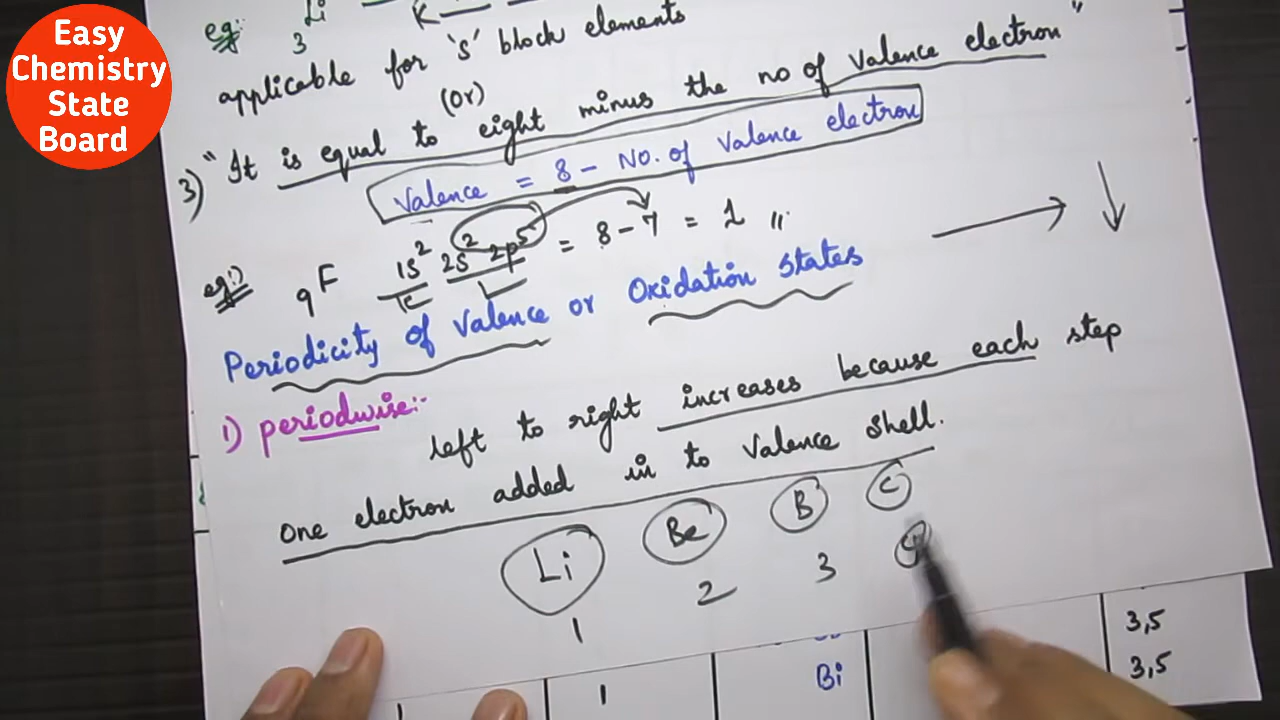 Easy
Chemistry
State
Board
eg: 3 Li K
applicable for 's' block elements
(Or)
3) "It is equal to eight minus the no of valence electron"
Valence = 8 - No. of valence electron
eg:) 9 F 1s² 2s² 2p⁵ = 8 - 7 = 1 "
Periodicity of Valence or Oxidation states
1) periodwise:-
left to right increases because each step
One electron added in to valence shell.
Li Be B C
1 2 3
3,5
1 Bi 3,5
1